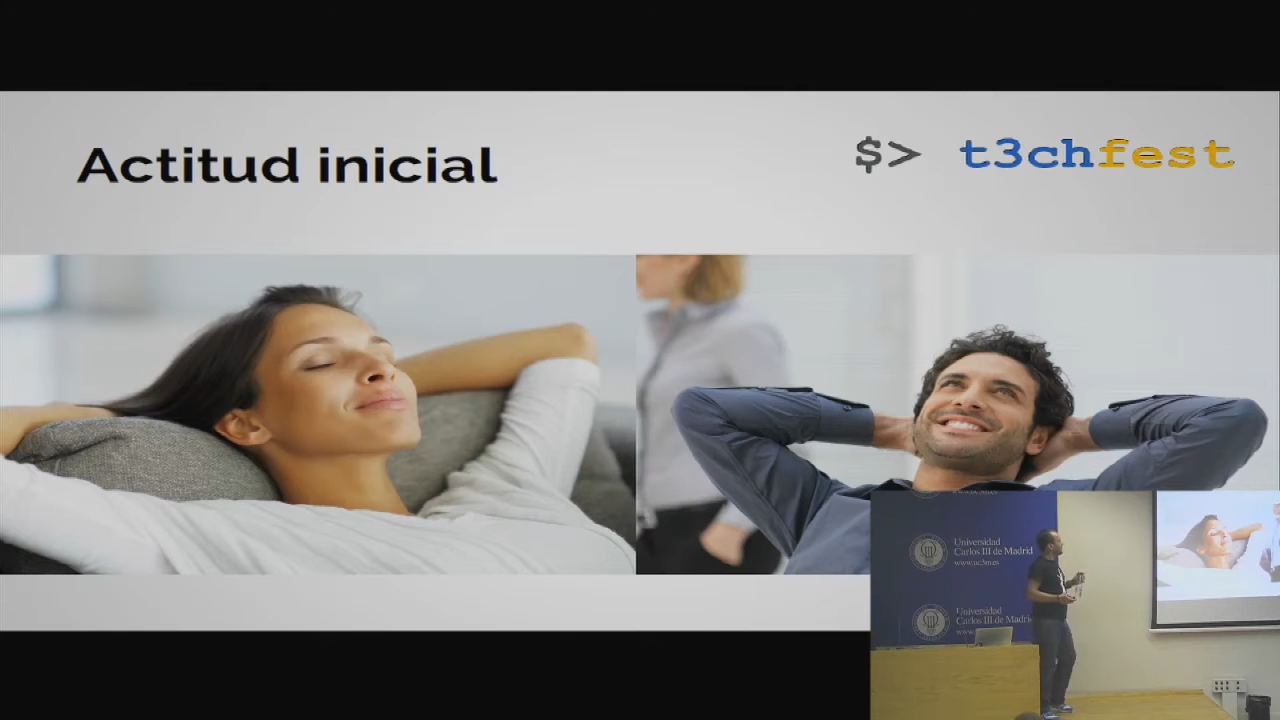 Actitud inicial
$> t3chfest
Universidad
Carlos III de Madrid
www.uc3m.es
Universidad
Carlos III de Madrid